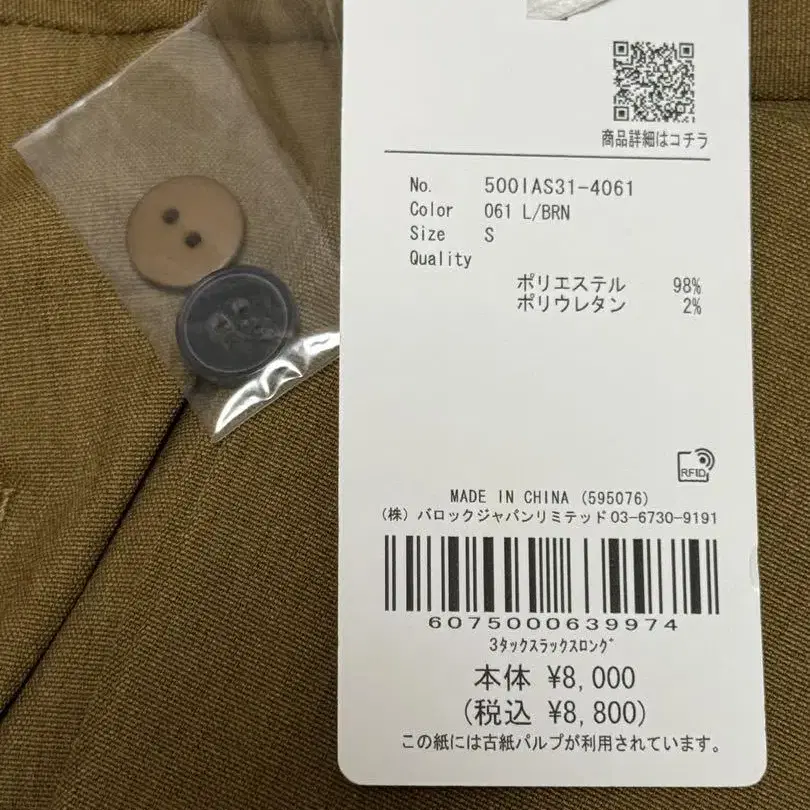 商品詳細はコチラ
No. 500IAS31-4061
Color 061 L/BRN
Size S
Quality
ポリエステル 98%
ポリウレタン 2%
RFID
MADE IN CHINA (595076)
(株) バロックジャパンリミテッド 03-6730-9191
6075000639974
3タックスラックスロング
本体 ¥8,000
(税込 ¥8,800)
この紙には古紙パルプが利用されています。